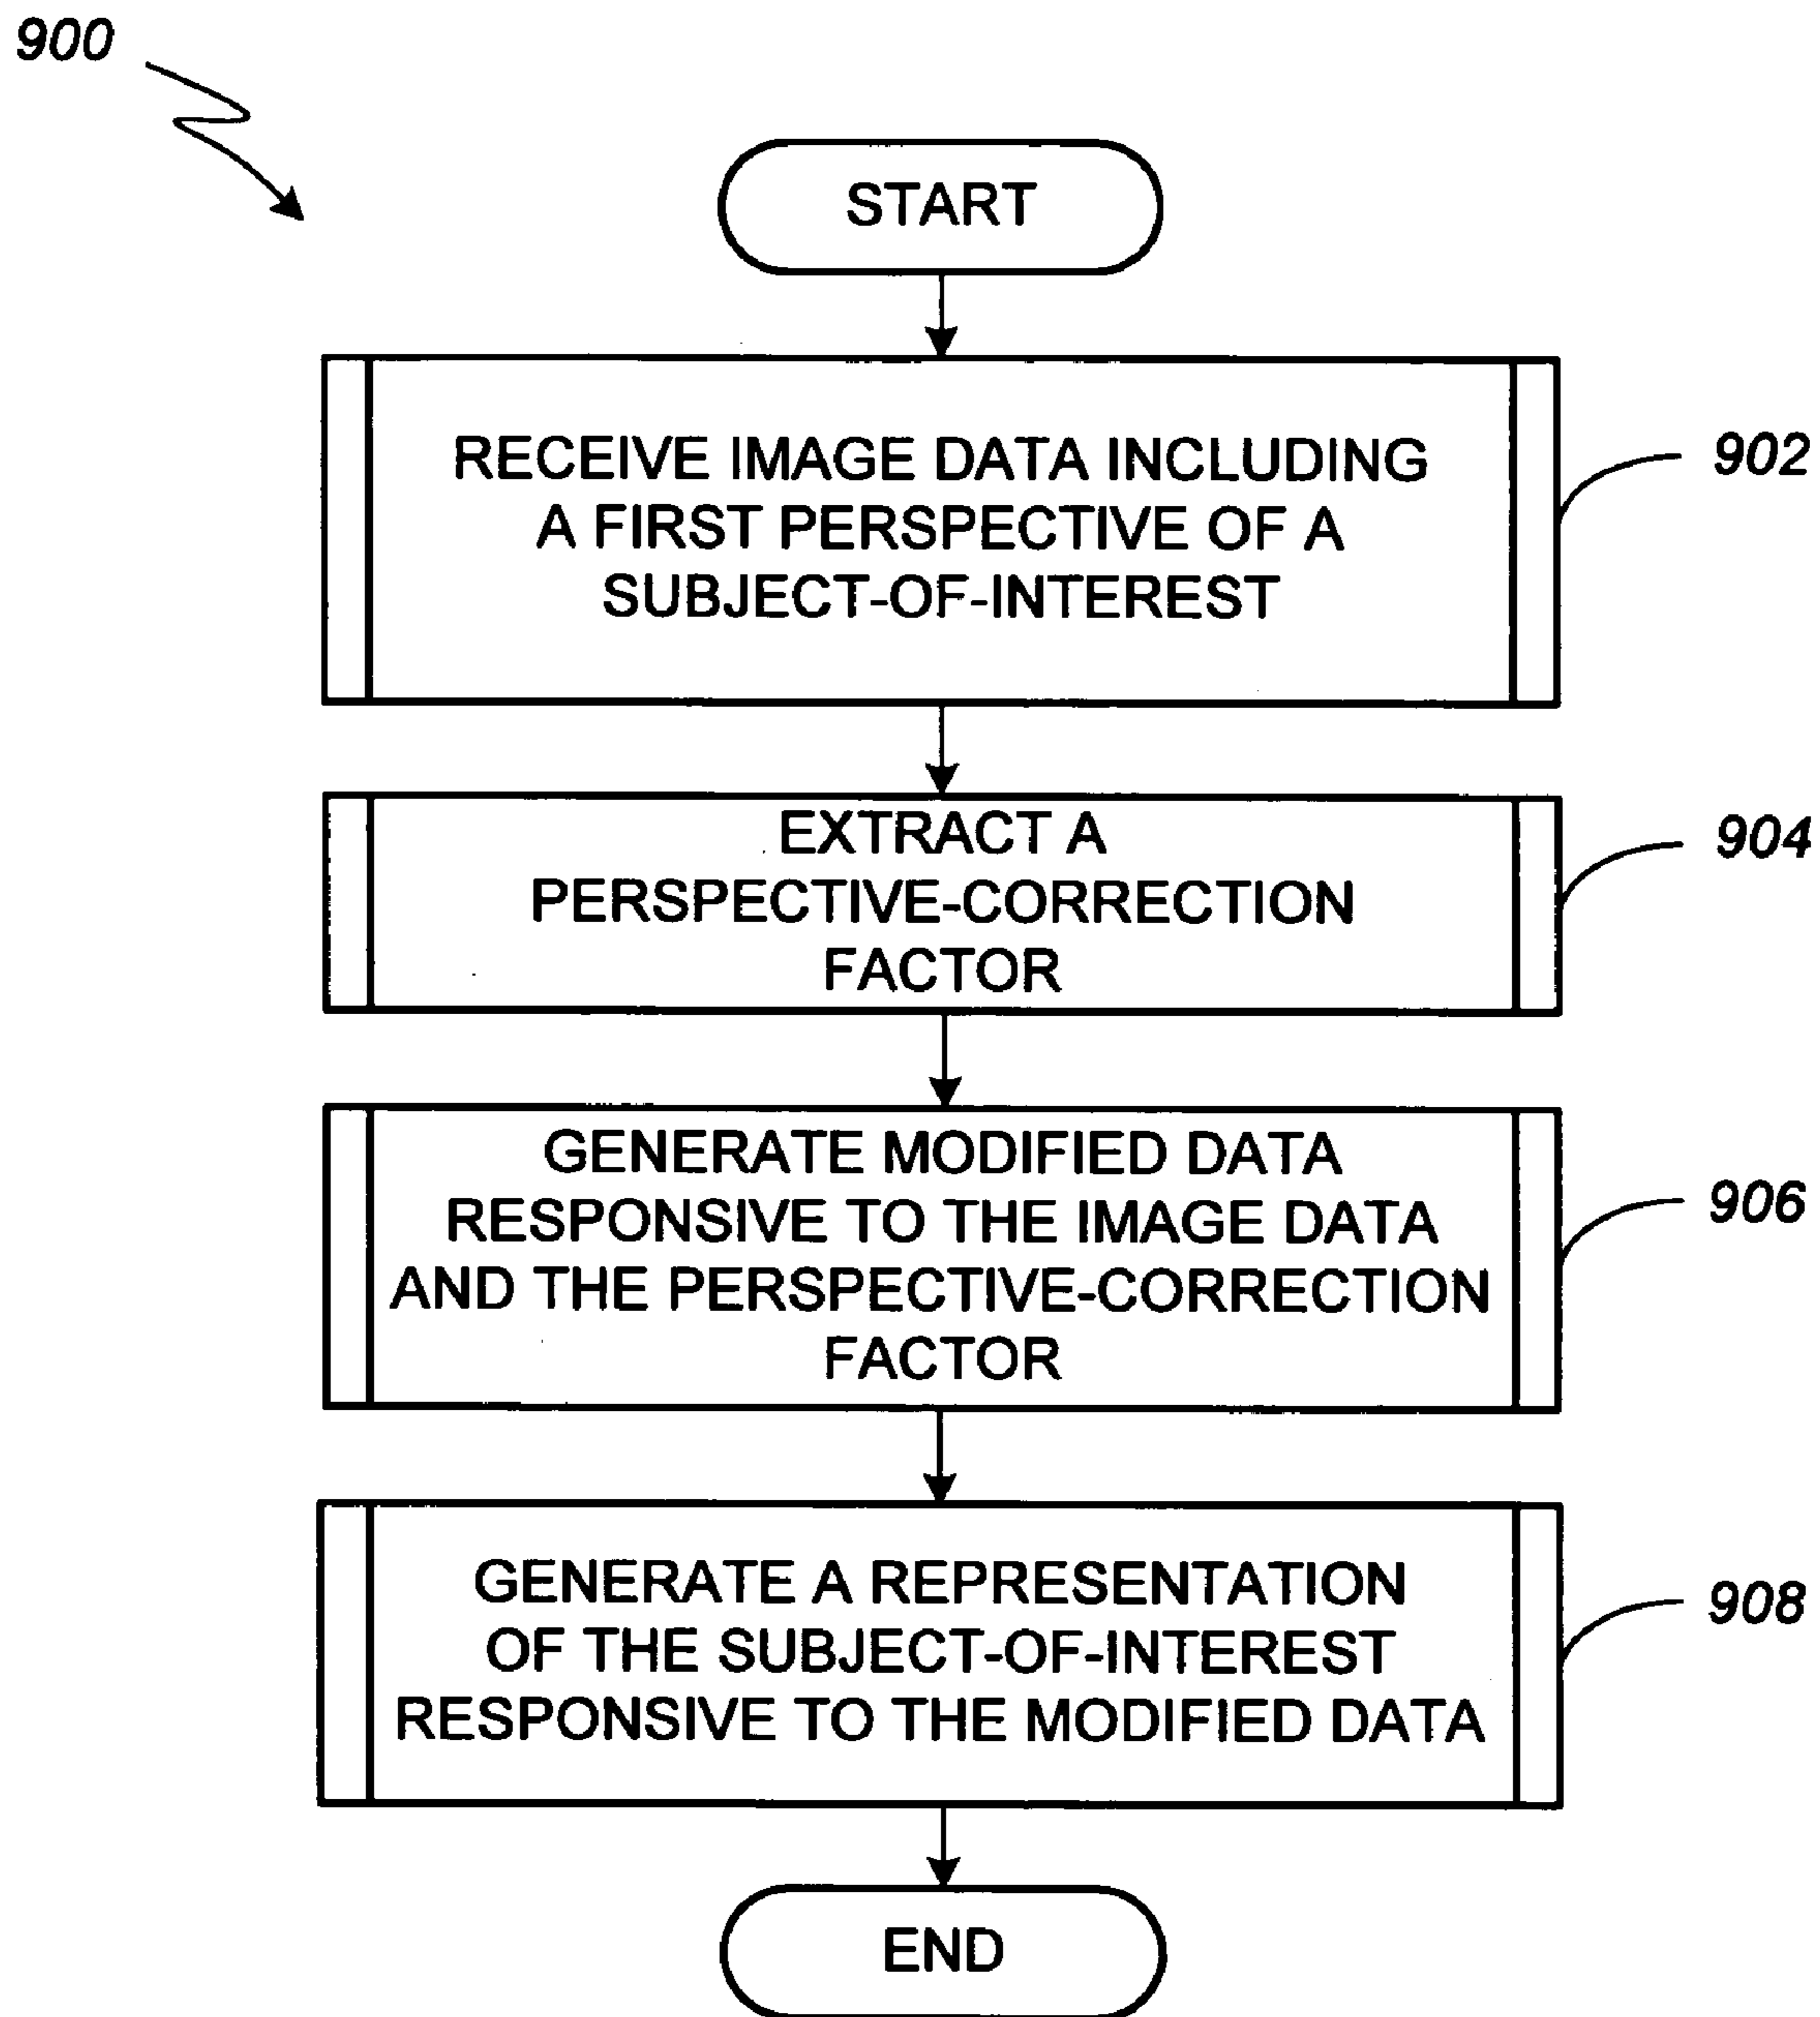 900
START
RECEIVE IMAGE DATA INCLUDING
A FIRST PERSPECTIVE OF A
SUBJECT-OF-INTEREST
902
EXTRACT A
PERSPECTIVE-CORRECTION
FACTOR
904
GENERATE MODIFIED DATA
RESPONSIVE TO THE IMAGE DATA
AND THE PERSPECTIVE-CORRECTION
FACTOR
906
GENERATE A REPRESENTATION
OF THE SUBJECT-OF-INTEREST
RESPONSIVE TO THE MODIFIED DATA
908
END